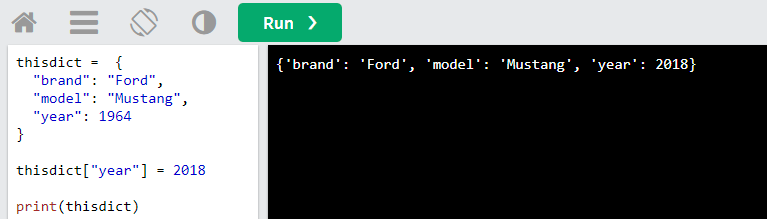 Run ❯
thisdict =  {
  "brand": "Ford",
  "model": "Mustang",
  "year": 1964
}
thisdict["year"] = 2018
print(thisdict)
{'brand': 'Ford', 'model': 'Mustang', 'year': 2018}